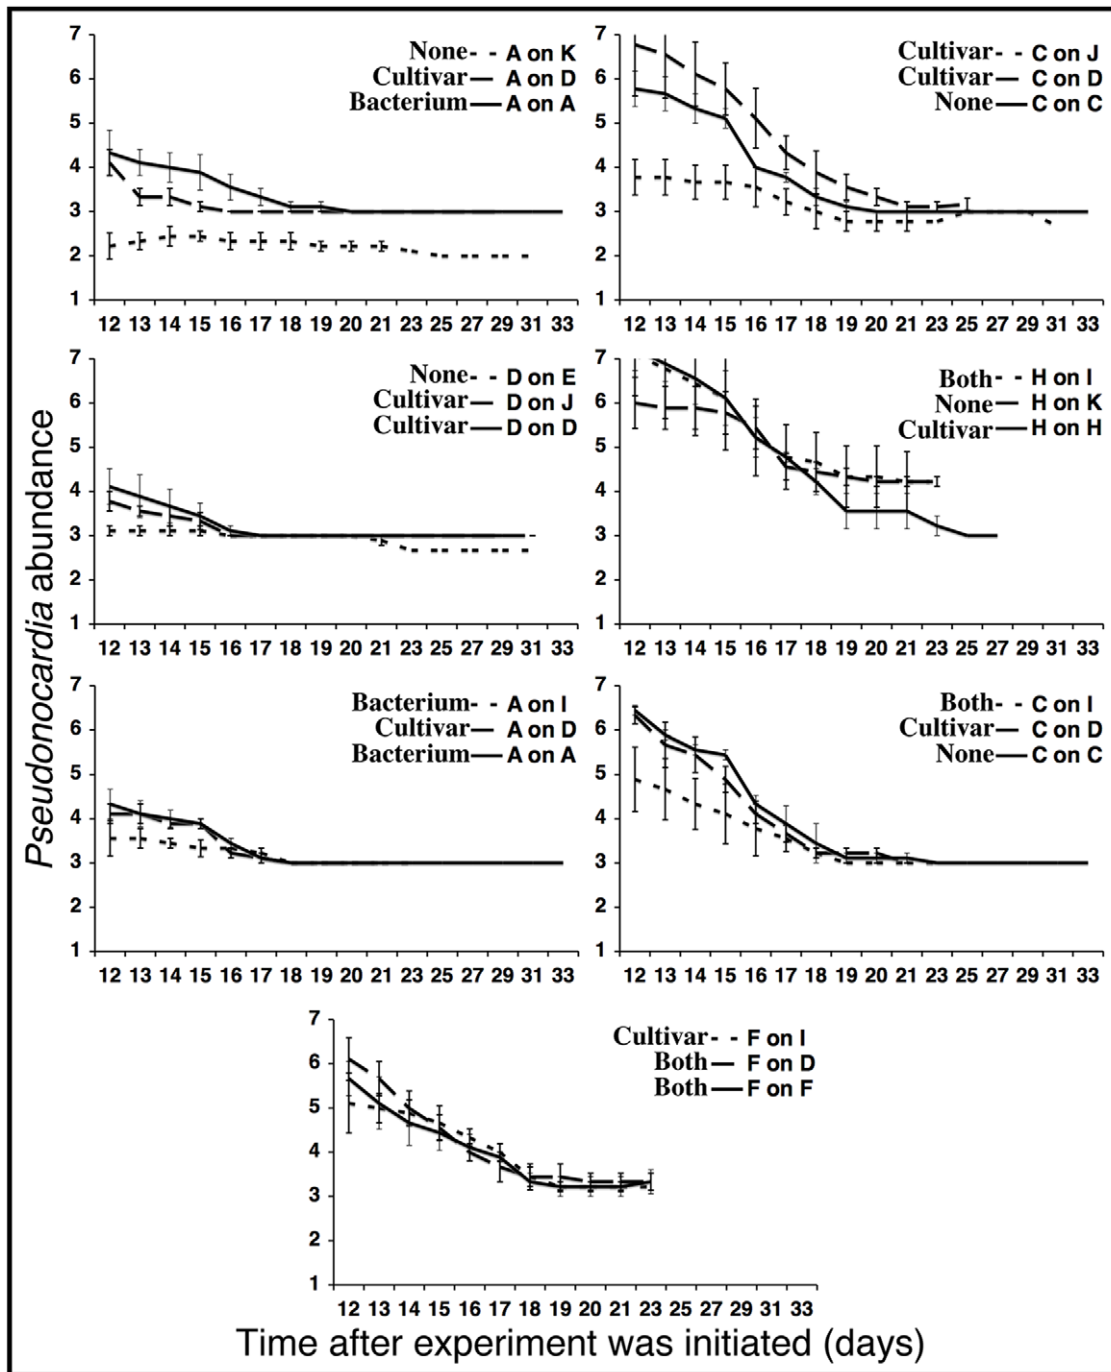 Pseudonocardia abundance
7
6
5
4
3
2
1
None A on K
Cultivar A on D
Bacterium A on A
12 13 14 15 16 17 18 19 20 21 23 25 27 29 31 33
7
6
5
4
3
2
1
Cultivar C on J
Cultivar C on D
None C on C
12 13 14 15 16 17 18 19 20 21 23 25 27 29 31 33
7
6
5
4
3
2
1
None D on E
Cultivar D on J
Cultivar D on D
12 13 14 15 16 17 18 19 20 21 23 25 27 29 31 33
7
6
5
4
3
2
1
Both H on I
None H on K
Cultivar H on H
12 13 14 15 16 17 18 19 20 21 23 25 27 29 31 33
7
6
5
4
3
2
1
Bacterium A on I
Cultivar A on D
Bacterium A on A
12 13 14 15 16 17 18 19 20 21 23 25 27 29 31 33
7
6
5
4
3
2
1
Both C on I
Cultivar C on D
None C on C
12 13 14 15 16 17 18 19 20 21 23 25 27 29 31 33
7
6
5
4
3
2
1
Cultivar F on I
Both F on D
Both F on F
12 13 14 15 16 17 18 19 20 21 23 25 27 29 31 33
Time after experiment was initiated (days)